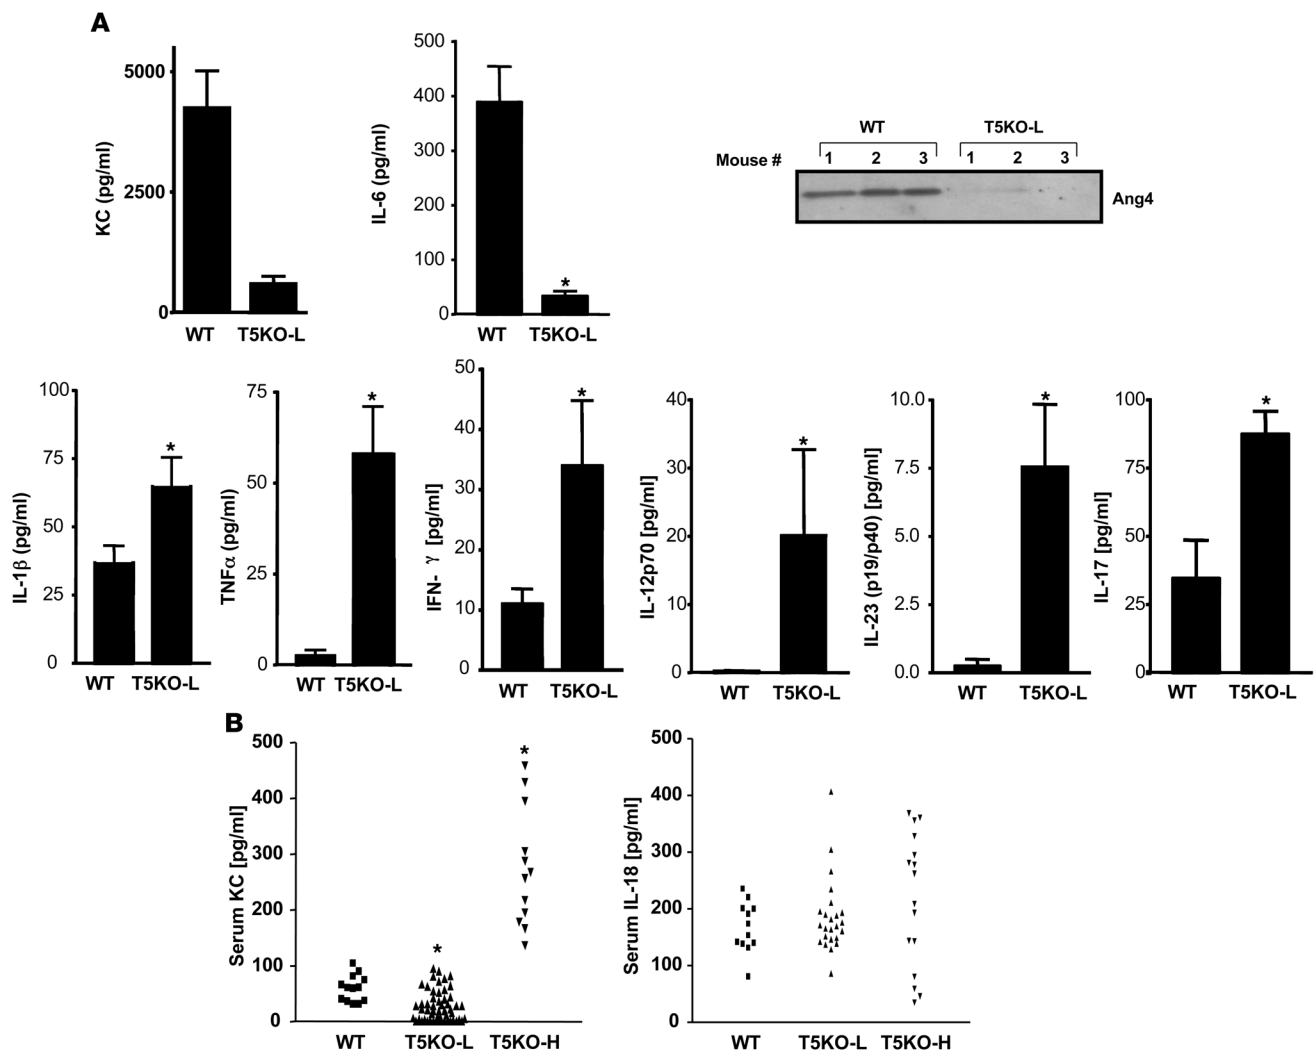 A
KC (pg/ml)
5000
2500
0
WT T5KO-L
IL-6 (pg/ml)
500
400
300
200
100
0
*
WT T5KO-L
WT T5KO-L
Mouse # 1 2 3 1 2 3
Ang4
IL-1β (pg/ml)
100
75
50
25
0
*
WT T5KO-L
TNFα (pg/ml)
75
50
25
0
*
WT T5KO-L
IFN- γ [pg/ml]
50
40
30
20
10
0
*
WT T5KO-L
IL-12p70 [pg/ml]
40
30
20
10
0
*
WT T5KO-L
IL-23 (p19/p40) [pg/ml]
10.0
7.5
5.0
2.5
0.0
*
WT T5KO-L
IL-17 [pg/ml]
100
75
50
25
0
*
WT T5KO-L
B
Serum KC [pg/ml]
500
400
300
200
100
0
*
*
WT T5KO-L T5KO-H
Serum IL-18 [pg/ml]
500
400
300
200
100
0
WT T5KO-L T5KO-H